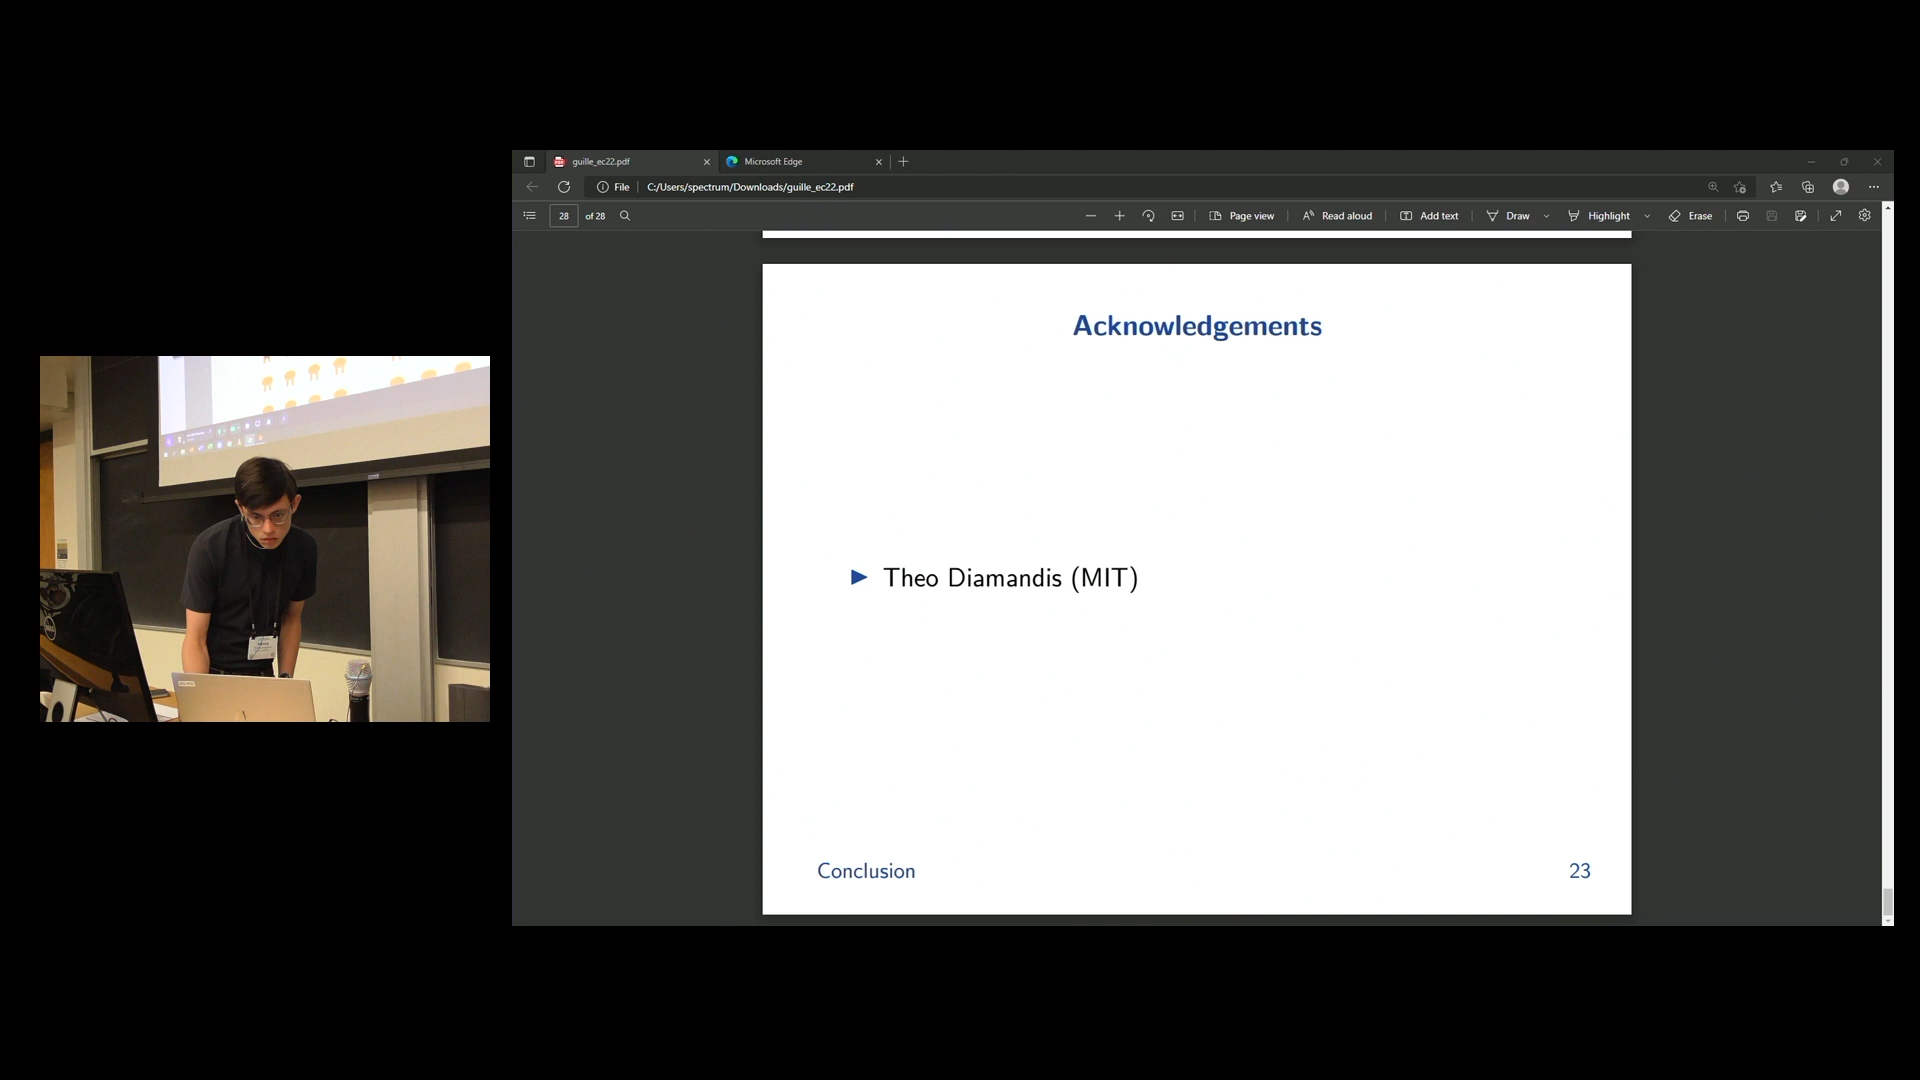 guille_ec22.pdf
Microsoft Edge
File
C:/Users/spectrum/Downloads/guille_ec22.pdf
28
of 28
Page view
Read aloud
Add text
Draw
Highlight
Erase
Acknowledgements
Theo Diamandis (MIT)
Conclusion
23
DELL